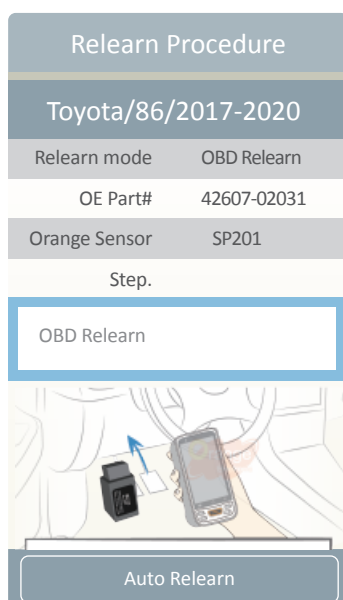 Relearn Procedure
Toyota/86/2017-2020
Relearn mode OBD Relearn
OE Part# 42607-02031
Orange Sensor SP201
Step.
OBD Relearn
Auto Relearn